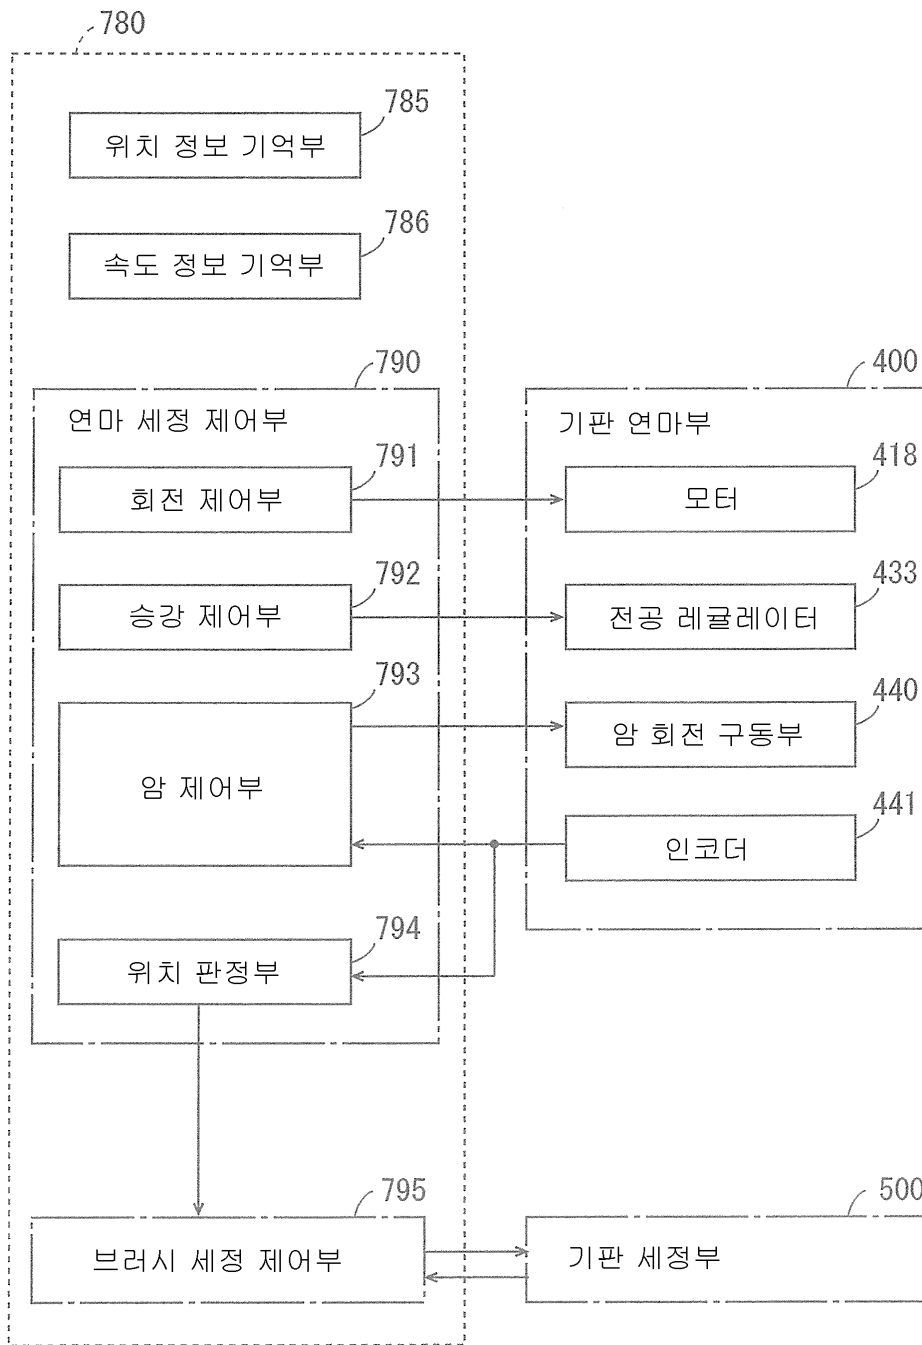 780
785
위치 정보 기억부
786
속도 정보 기억부
790
400
연마 세정 제어부
기판 연마부
791
418
회전 제어부
모터
792
433
승강 제어부
전공 레귤레이터
793
440
암 제어부
암 회전 구동부
441
인코더
794
위치 판정부
795
500
브러시 세정 제어부
기판 세정부